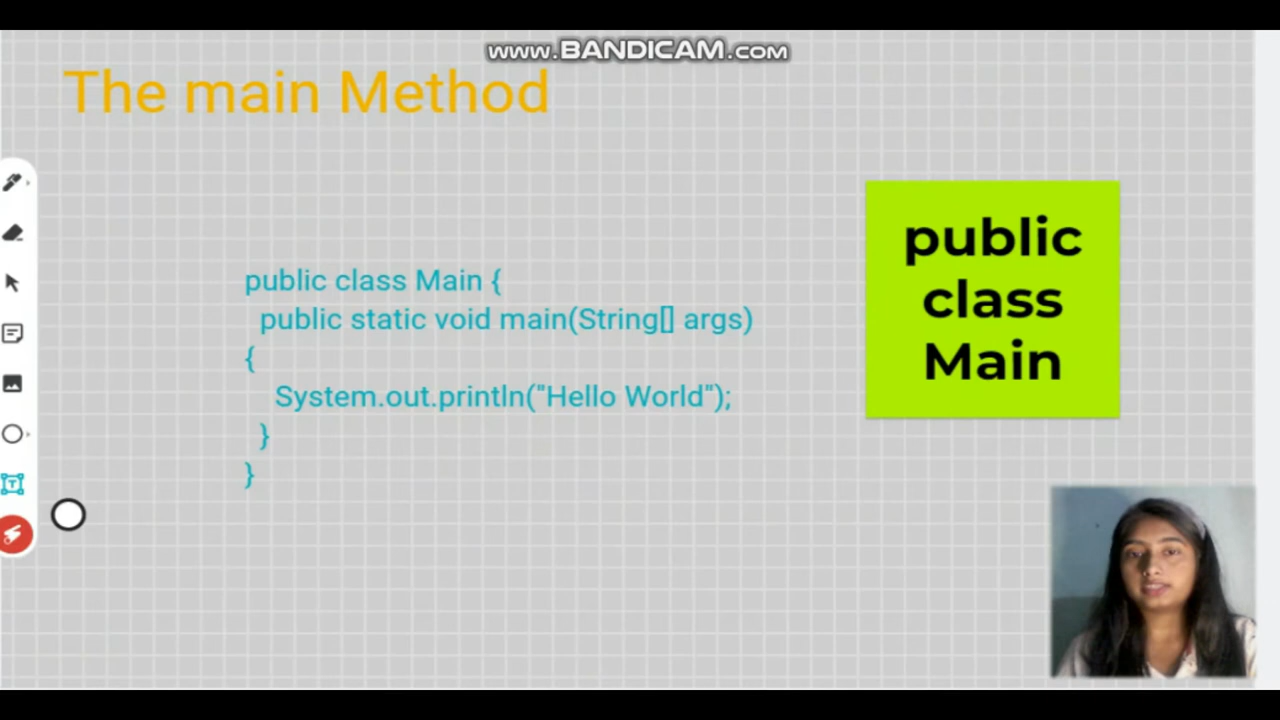 www.BANDICAM.com
The main Method
public class Main {
public static void main(String[] args)
{
System.out.println("Hello World");
}
}
public
class
Main